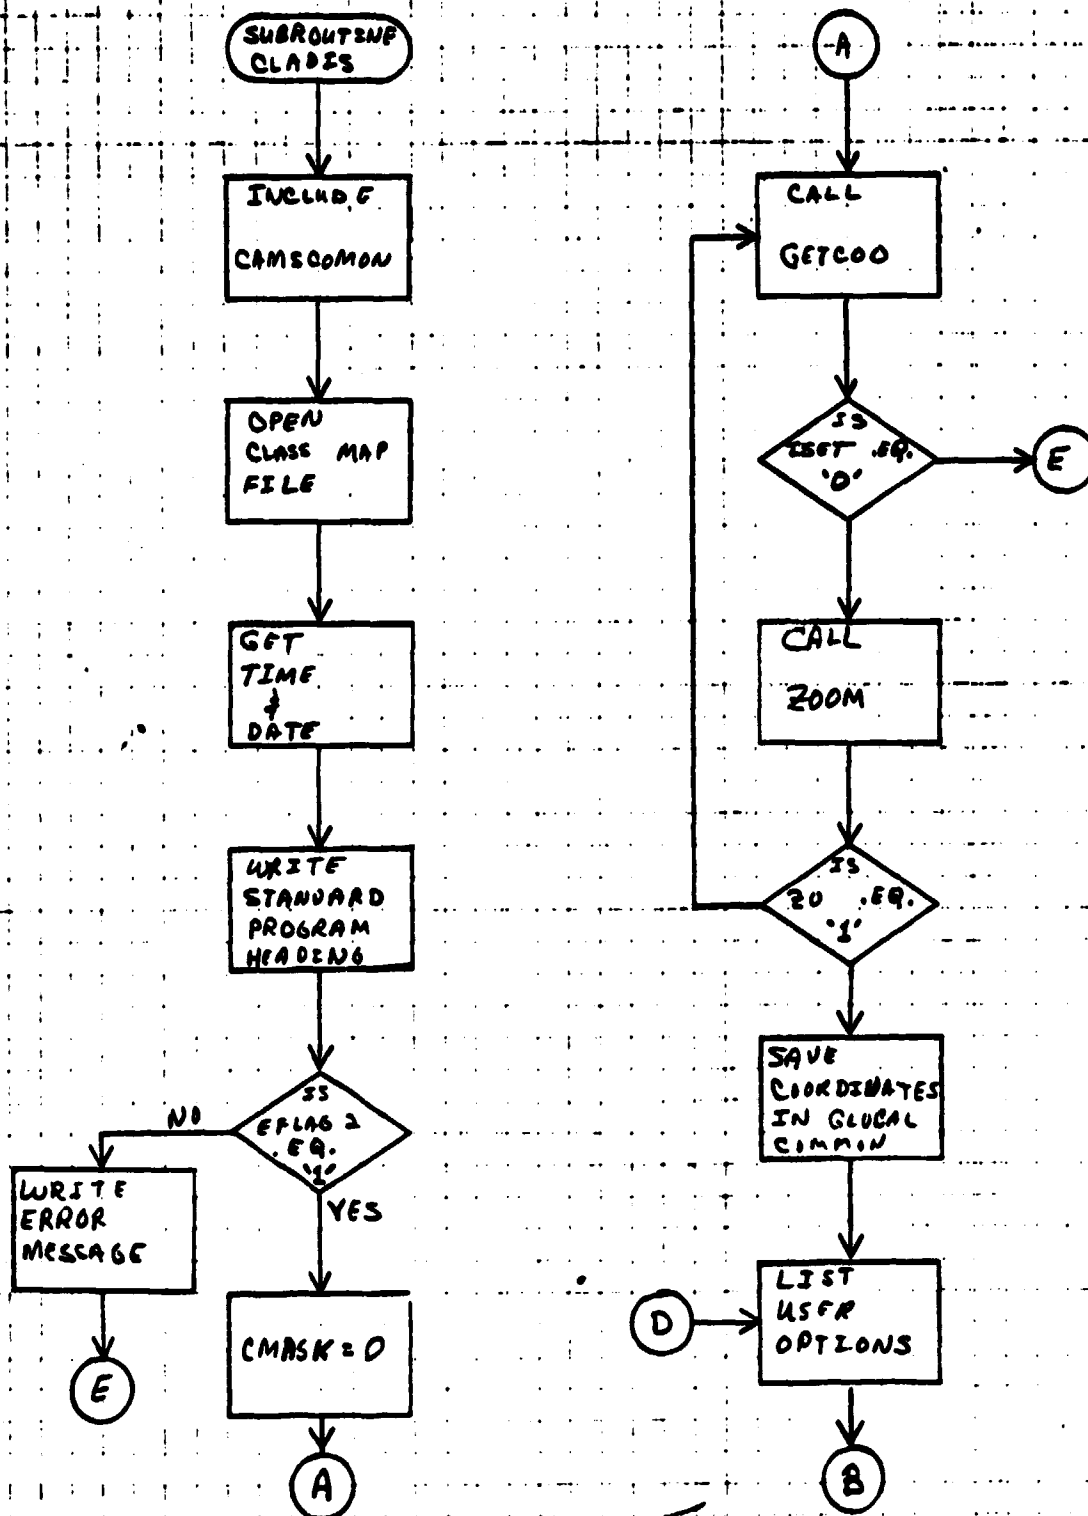 SUBROUTINE
CLADIS
INCLUDE
CAMSCOMON
OPEN
CLASS MAP
FILE
GET
TIME
&
DATE
WRITE
STANDARD
PROGRAM
HEADING
IS
EFLAG 2
. EQ.
'1'
NO
YES
WRITE
ERROR
MESSAGE
E
CMASK = 0
A
A
CALL
GETCOO
IS
ISET .EQ.
'0'
E
CALL
ZOOM
IS
ZO .EQ.
'1'
SAVE
COORDINATES
IN GLOCAL
COMMON
D
LIST
USER
OPTIONS
B